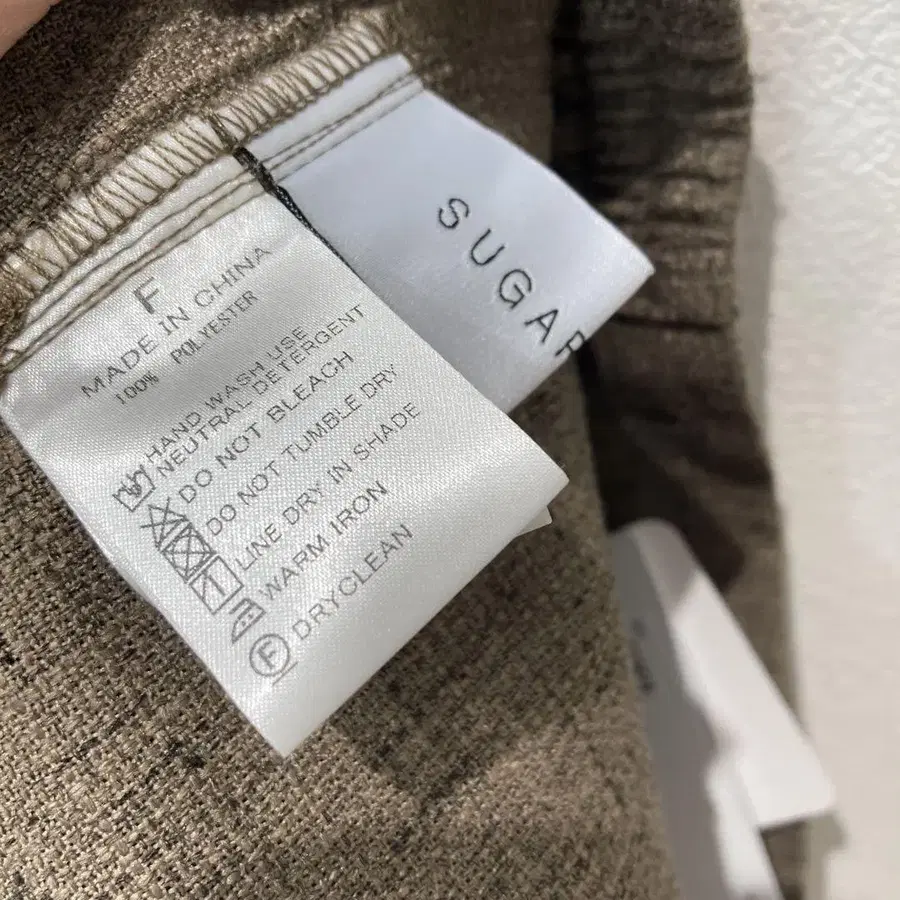 F
MADE IN CHINA
100% POLYESTER
HAND WASH USE
NEUTRAL DETERGENT
DO NOT BLEACH
DO NOT TUMBLE DRY
LINE DRY IN SHADE
WARM IRON
F DRYCLEAN
SUGAR